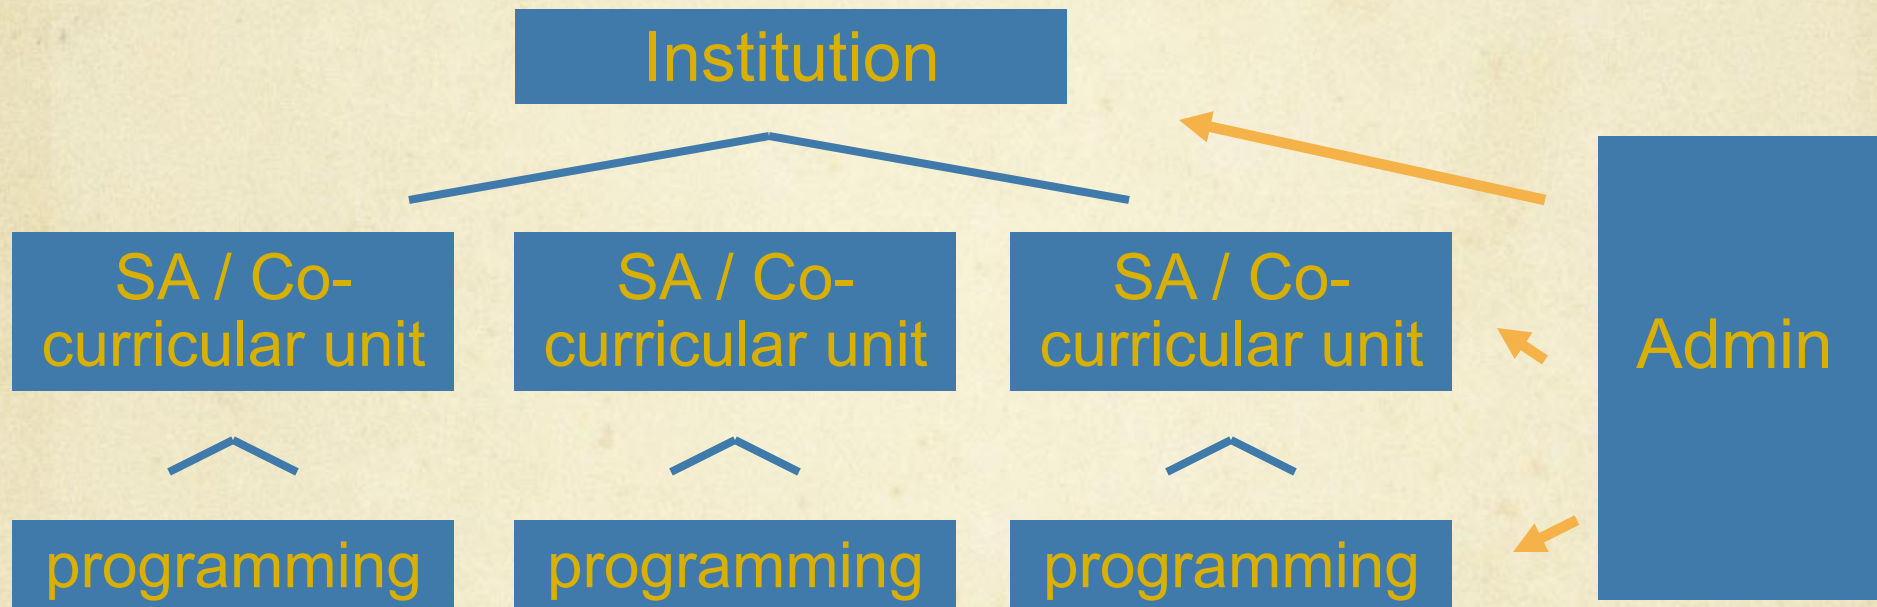 Institution
SA / Co-
curricular unit
SA / Co-
curricular unit
SA / Co-
curricular unit
Admin
programming
programming
programming